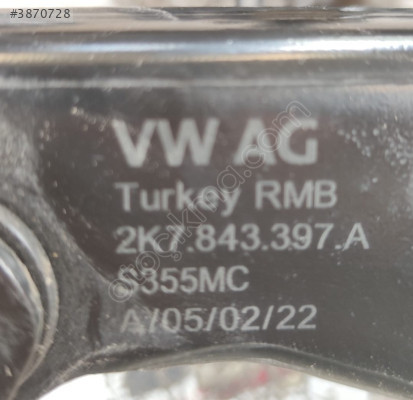 #3870728
VW AG
Turkey RMB
2K7.843.397.A
S355MC
A/05/02/22